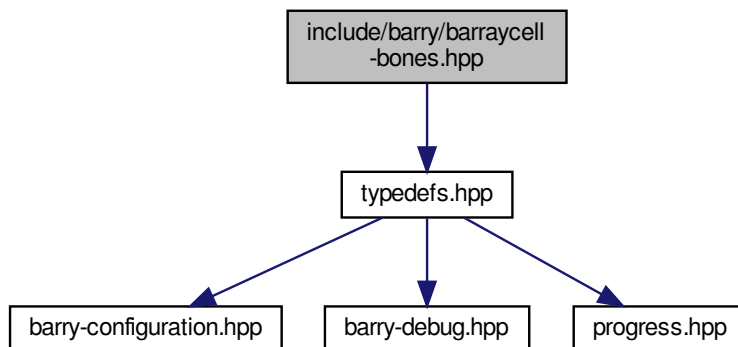 include/barry/barraycell
-bones.hpp
typedefs.hpp
barry-configuration.hpp
barry-debug.hpp
progress.hpp